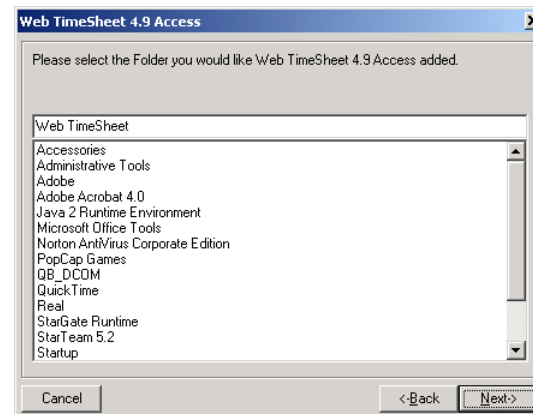 Web TimeSheet 4.9 Access
Please select the Folder you would like Web TimeSheet 4.9 Access added.
Web TimeSheet
Accessories
Administrative Tools
Adobe
Adobe Acrobat 4.0
Java 2 Runtime Environment
Microsoft Office Tools
Norton AntiVirus Corporate Edition
PopCap Games
QB_DCOM
QuickTime
Real
StarGate Runtime
StarTeam 5.2
Startup
Cancel <-Back Next->